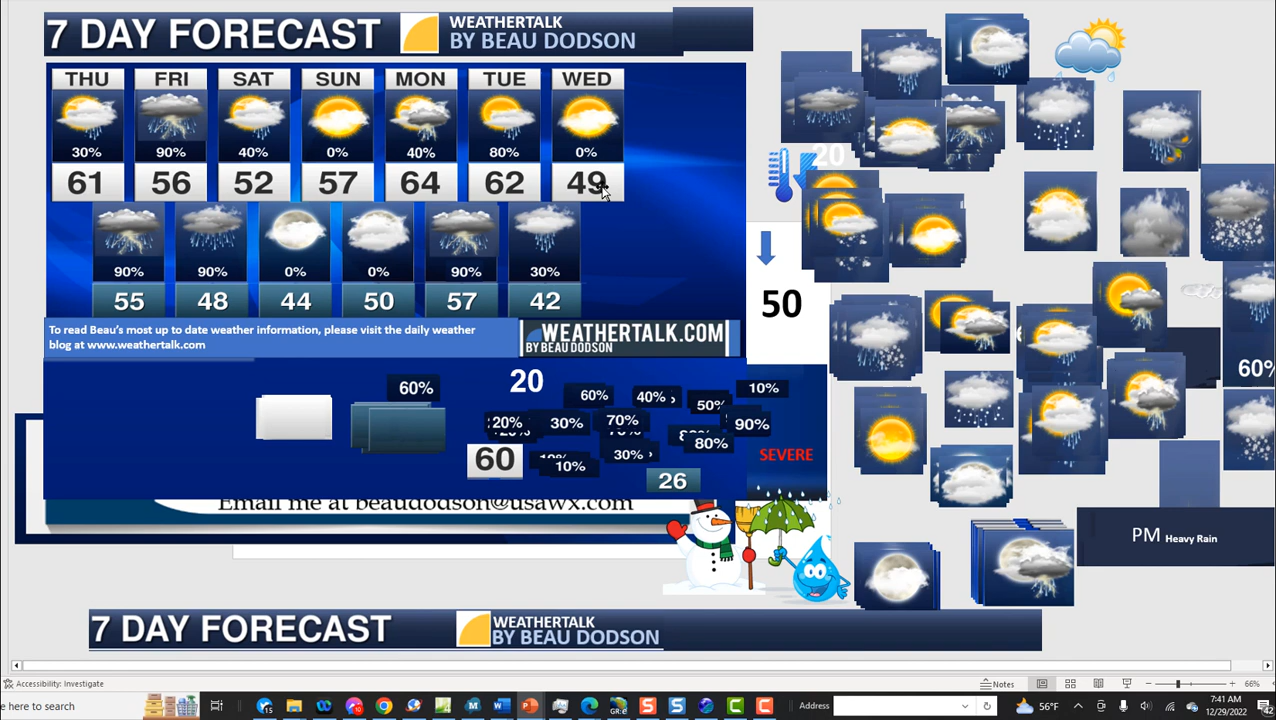 7 DAY FORECAST
WEATHERTALK
BY BEAU DODSON
THU FRI SAT SUN MON TUE WED
30% 90% 40% 0% 40% 80% 0%
61 56 52 57 64 62 49
90% 90% 0% 0% 90% 30%
55 48 44 50 57 42
To read Beau's most up to date weather information, please visit the daily weather
blog at www.weathertalk.com
WEATHERTALK.COM
BY BEAU DODSON
20
50
60%
60%
20
60%
40%
50%
10%
20%
30%
70%
90%
80%
30%
10%
60
26
SEVERE
Email me at beaudodson@usawx.com
PM Heavy Rain
7 DAY FORECAST
WEATHERTALK
BY BEAU DODSON
Accessibility: Investigate
Notes
66%
e here to search
Address
56°F
7:41 AM
12/29/2022